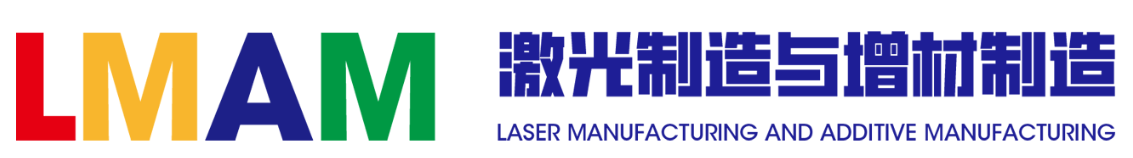 LMAM
激光制造与增材制造
LASER MANUFACTURING AND ADDITIVE MANUFACTURING